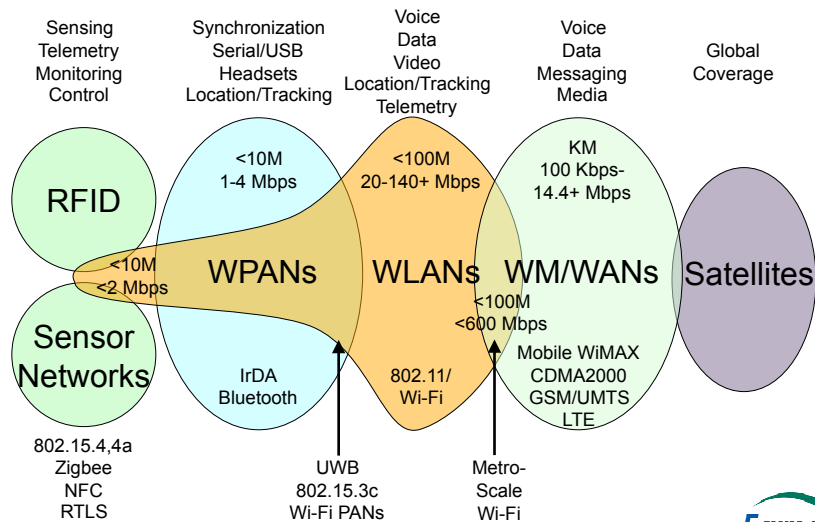 Sensing
Telemetry
Monitoring
Control
Synchronization
Serial/USB
Headsets
Location/Tracking
Voice
Data
Video
Location/Tracking
Telemetry
Voice
Data
Messaging
Media
Global
Coverage
RFID
<10M
<2 Mbps
Sensor
Networks
<10M
1-4 Mbps
WPANs
IrDA
Bluetooth
<100M
20-140+ Mbps
WLANs
802.11/
Wi-Fi
KM
100 Kbps-
14.4+ Mbps
WM/WANs
<100M
<600 Mbps
Mobile WiMAX
CDMA2000
GSM/UMTS
LTE
Satellites
802.15.4,4a
Zigbee
NFC
RTLS
UWB
802.15.3c
Wi-Fi PANs
Metro-
Scale
Wi-Fi